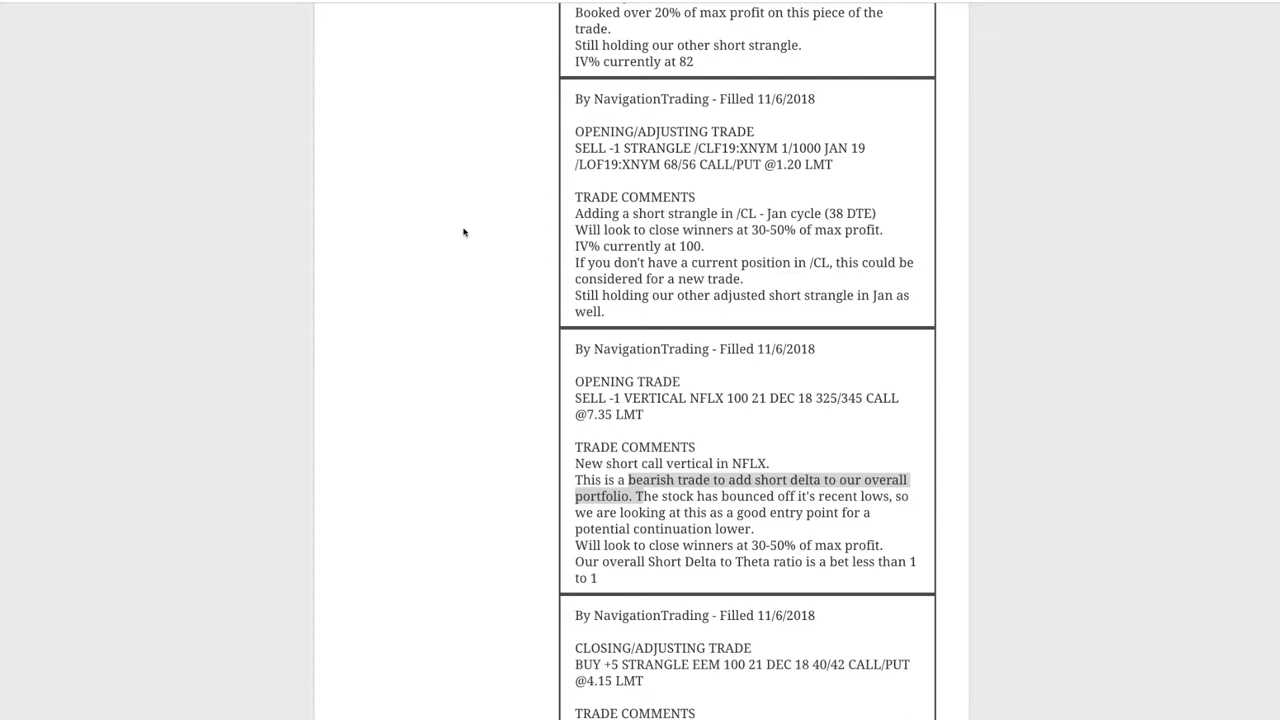 Booked over 20% of max profit on this piece of the
trade.
Still holding our other short strangle.
IV% currently at 82
By NavigationTrading - Filled 11/6/2018
OPENING/ADJUSTING TRADE
SELL -1 STRANGLE /CLF19:XNYM 1/1000 JAN 19
/LOF19:XNYM 68/56 CALL/PUT @1.20 LMT
TRADE COMMENTS
Adding a short strangle in /CL - Jan cycle (38 DTE)
Will look to close winners at 30-50% of max profit.
IV% currently at 100.
If you don't have a current position in /CL, this could be
considered for a new trade.
Still holding our other adjusted short strangle in Jan as
well.
By NavigationTrading - Filled 11/6/2018
OPENING TRADE
SELL -1 VERTICAL NFLX 100 21 DEC 18 325/345 CALL
@7.35 LMT
TRADE COMMENTS
New short call vertical in NFLX.
This is a bearish trade to add short delta to our overall
portfolio. The stock has bounced off it's recent lows, so
we are looking at this as a good entry point for a
potential continuation lower.
Will look to close winners at 30-50% of max profit.
Our overall Short Delta to Theta ratio is a bet less than 1
to 1
By NavigationTrading - Filled 11/6/2018
CLOSING/ADJUSTING TRADE
BUY +5 STRANGLE EEM 100 21 DEC 18 40/42 CALL/PUT
@4.15 LMT
TRADE COMMENTS